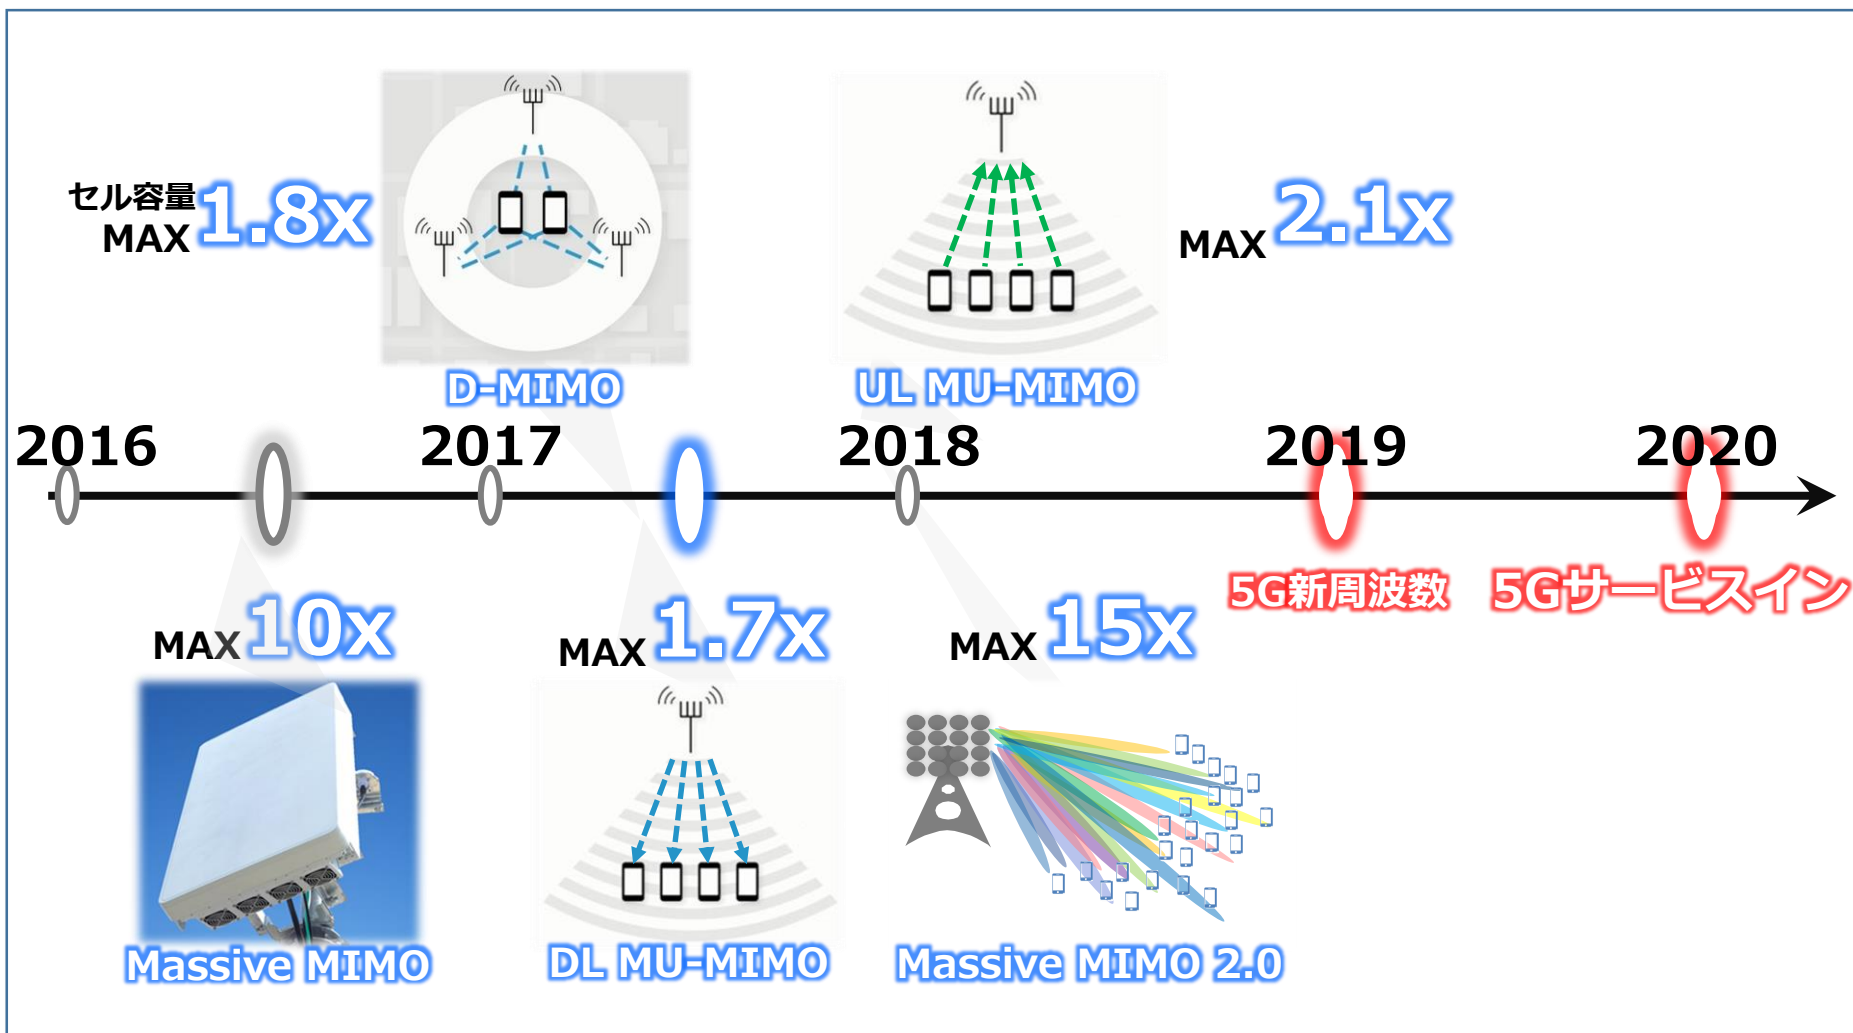 セル容量
MAX 1.8x
D-MIMO
MAX 2.1x
UL MU-MIMO
2016
2017
2018
2019
2020
5G新周波数
5Gサービスイン
MAX 10x
Massive MIMO
MAX 1.7x
DL MU-MIMO
MAX 15x
Massive MIMO 2.0